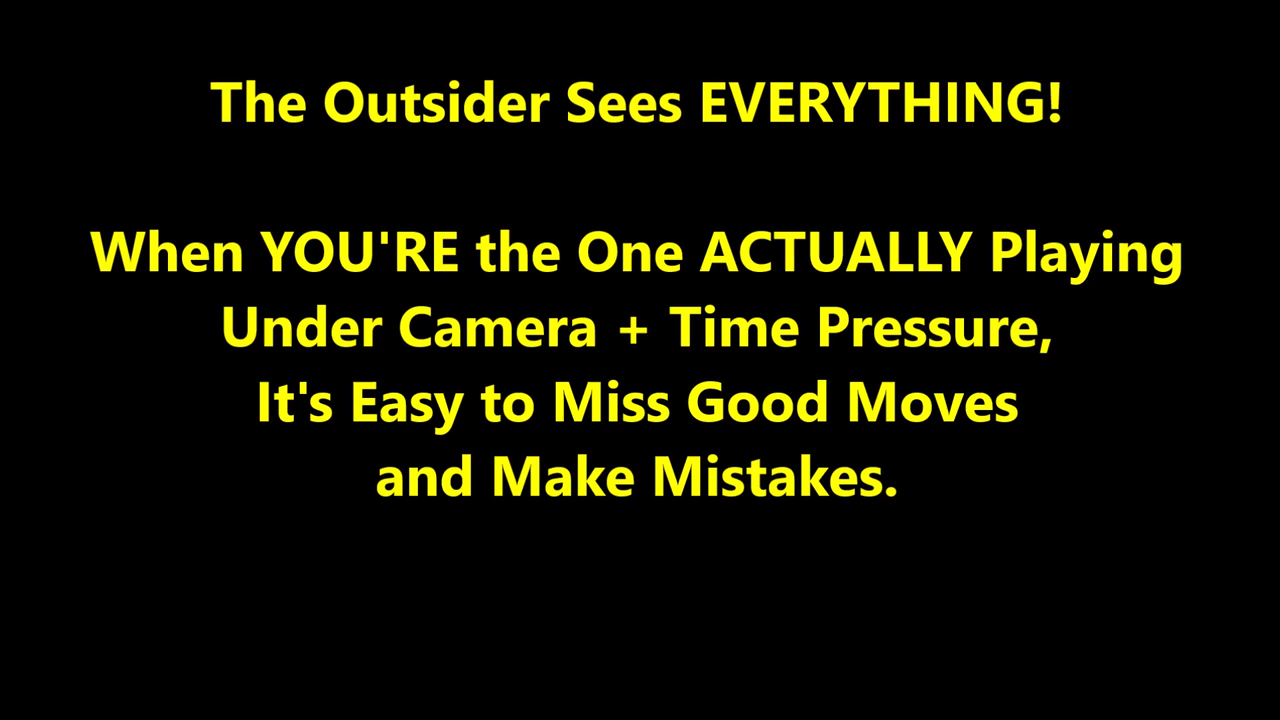 The Outsider Sees EVERYTHING!
When YOU'RE the One ACTUALLY Playing
Under Camera + Time Pressure,
It's Easy to Miss Good Moves
and Make Mistakes.